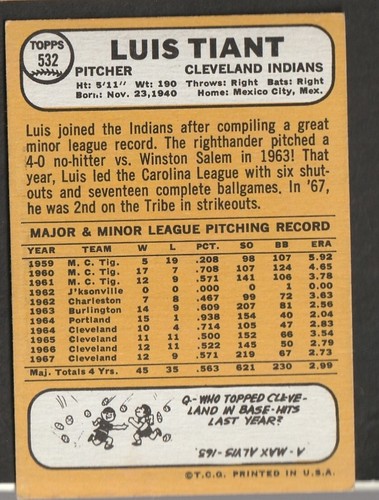 TOPPS
532
LUIS TIANT
PITCHER CLEVELAND INDIANS
Ht: 5'11" Wt: 190 Throws: Right Bats: Right
Born: Nov. 23, 1940 Home: Mexico City, Mex.
Luis joined the Indians after compiling a great
minor league record. The righthander pitched a
4-0 no-hitter vs. Winston Salem in 1963! That
year, Luis led the Carolina League with six shut-
outs and seventeen complete ballgames. In '67,
he was 2nd on the Tribe in strikeouts.
MAJOR & MINOR LEAGUE PITCHING RECORD
YEAR TEAM W L PCT. SO BB ERA
1959 M. C. Tig. 5 19 .208 98 107 5.92
1960 M. C. Tig. 17 7 .708 107 124 4.65
1961 M. C. Tig. 12 9 .571 141 106 3.78
1962 J'ksonville 0 0 .000 0 1 0.00
1962 Charleston 7 8 .467 99 72 3.63
1963 Burlington 14 9 .609 207 81 2.56
1964 Portland 15 1 .938 154 40 2.04
1964 Cleveland 10 4 .714 105 47 2.83
1965 Cleveland 11 11 .500 152 66 3.54
1966 Cleveland 12 11 .522 145 50 2.79
1967 Cleveland 12 9 .571 219 67 2.73
Maj. Totals 4 Yrs. 45 35 .563 621 230 2.99
Q-WHO TOPPED CLEVE-
LAND IN BASE-HITS
LAST YEAR?
A-MAX ALVIS-165.
©T.C.G. PRINTED IN U.S.A.